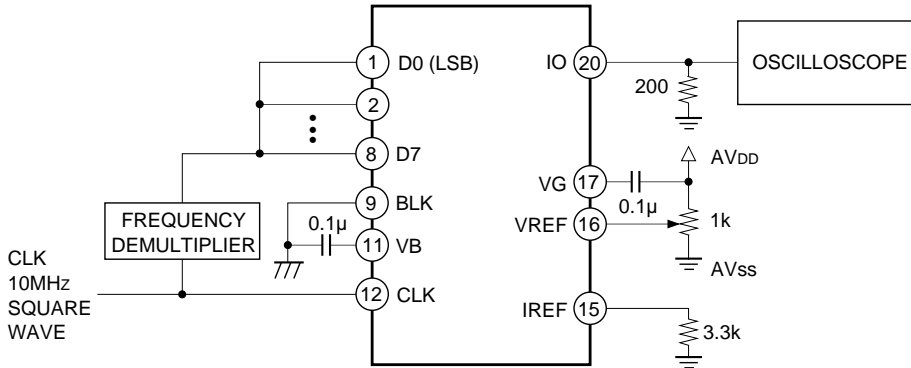 1 D0 (LSB)
2
8 D7
9 BLK
0.1µ
11 VB
12 CLK
FREQUENCY
DEMULTIPLIER
CLK
10MHz
SQUARE
WAVE
IO 20
200
OSCILLOSCOPE
AVDD
VG 17
0.1µ
1k
VREF 16
AVss
IREF 15
3.3k